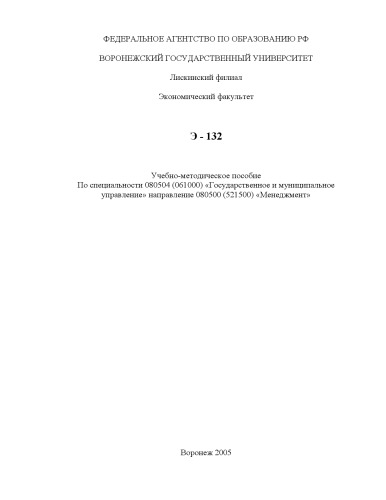 ФЕДЕРАЛЬНОЕ АГЕНТСТВО ПО ОБРАЗОВАНИЮ РФ
ВОРОНЕЖСКИЙ ГОСУДАРСТВЕННЫЙ УНИВЕРСИТЕТ
Лискинский филиал
Экономический факультет
Э - 132
Учебно-методическое пособие
По специальности 080504 (061000) «Государственное и муниципальное
управление» направление 080500 (521500) «Менеджмент»
Воронеж 2005